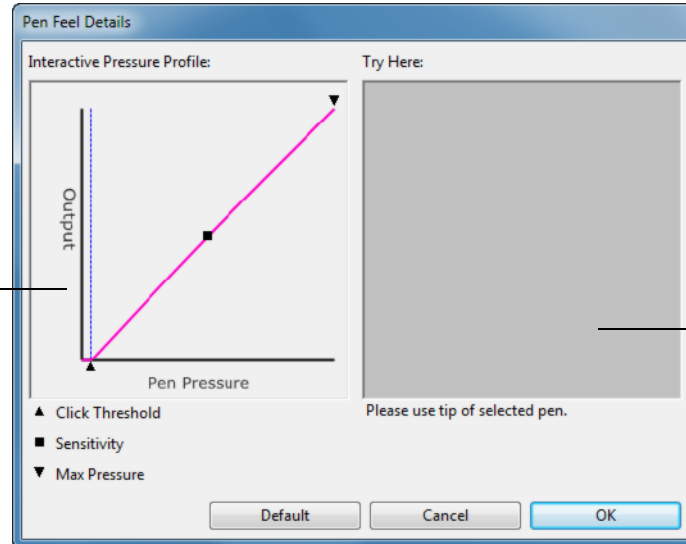 Pen Feel Details
Interactive Pressure Profile:
Try Here:
Output
Pen Pressure
Click Threshold
Sensitivity
Max Pressure
Please use tip of selected pen.
Default
Cancel
OK